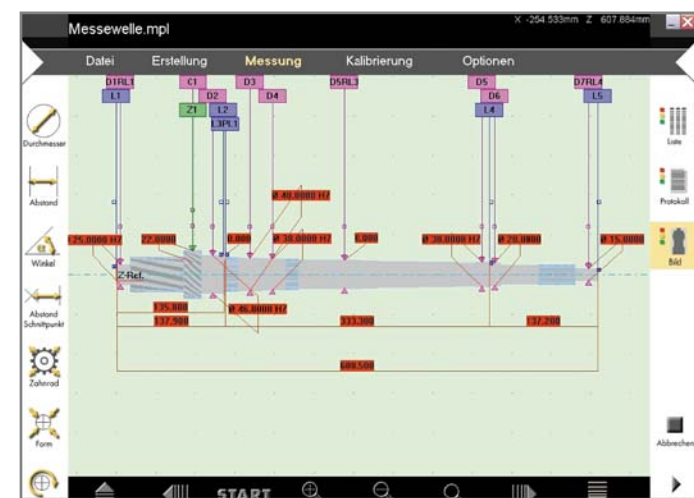 X -254.533mm Z 607.884mm
Messewelle.mpl
Datei Erstellung Messung Kalibrierung Optionen
D1RL1 C1 D3 D5RL3 D5 D7RL4
L1 D2 D4 D6 L5
Z1 L2 L4
L3PL1
Durchmesser
Liste
Abstand
Protokoll
Ø 40.0000 H7
Winkel
Bild
125.0000 H7 22.0000 0.000 Ø 30.0000 H7 6.000 Ø 30.0000 H7 Ø 20.0000 Ø 15.0000
Z-Ref.
Abstand
Schnittpunkt
135.800 Ø 46.0000 H7
137.900 333.300 137.200
608.500
Zahnrad
Form
Abbrechen
START